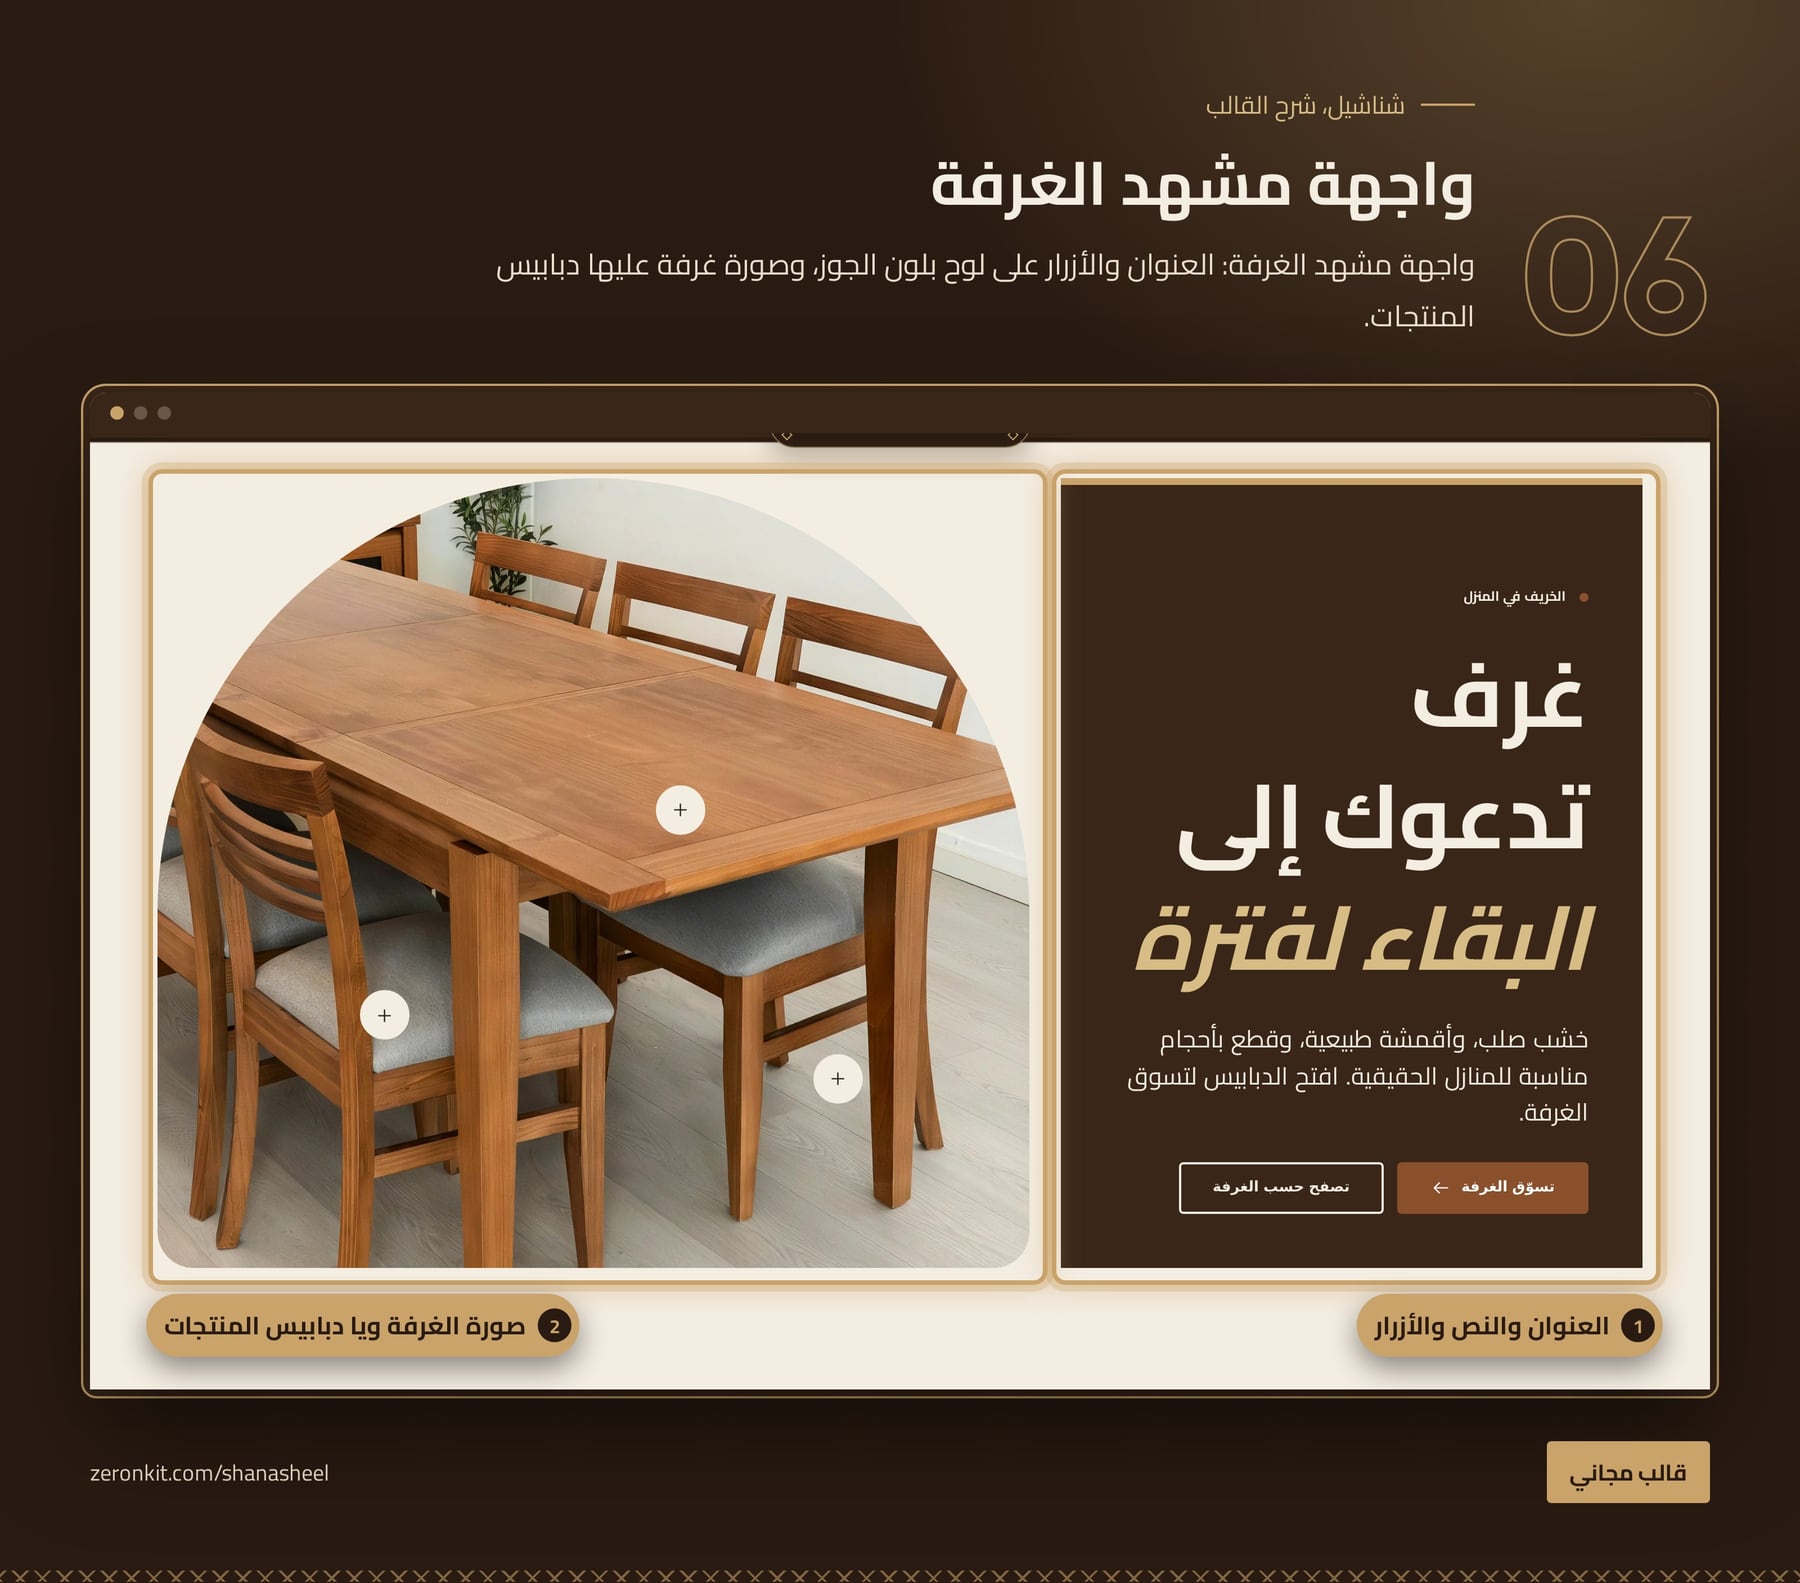 شناشيل، شرح القالب
واجهة مشهد الغرفة
06
واجهة مشهد الغرفة: العنوان والأزرار على لوح بلون الجوز، وصورة غرفة عليها دبابيس
المنتجات.
الخريف في المنزل
غرف
تدعوك إلى
البقاء لفترة
خشب صلب، وأقمشة طبيعية، وقطع بأحجام
مناسبة للمنازل الحقيقية. افتح الدبابيس لتسوق
الغرفة.
تسوّق الغرفة ←
تصفح حسب الغرفة
1 العنوان والنص والأزرار
2 صورة الغرفة ويا دبابيس المنتجات
قالب مجاني
zeronkit.com/shanasheel